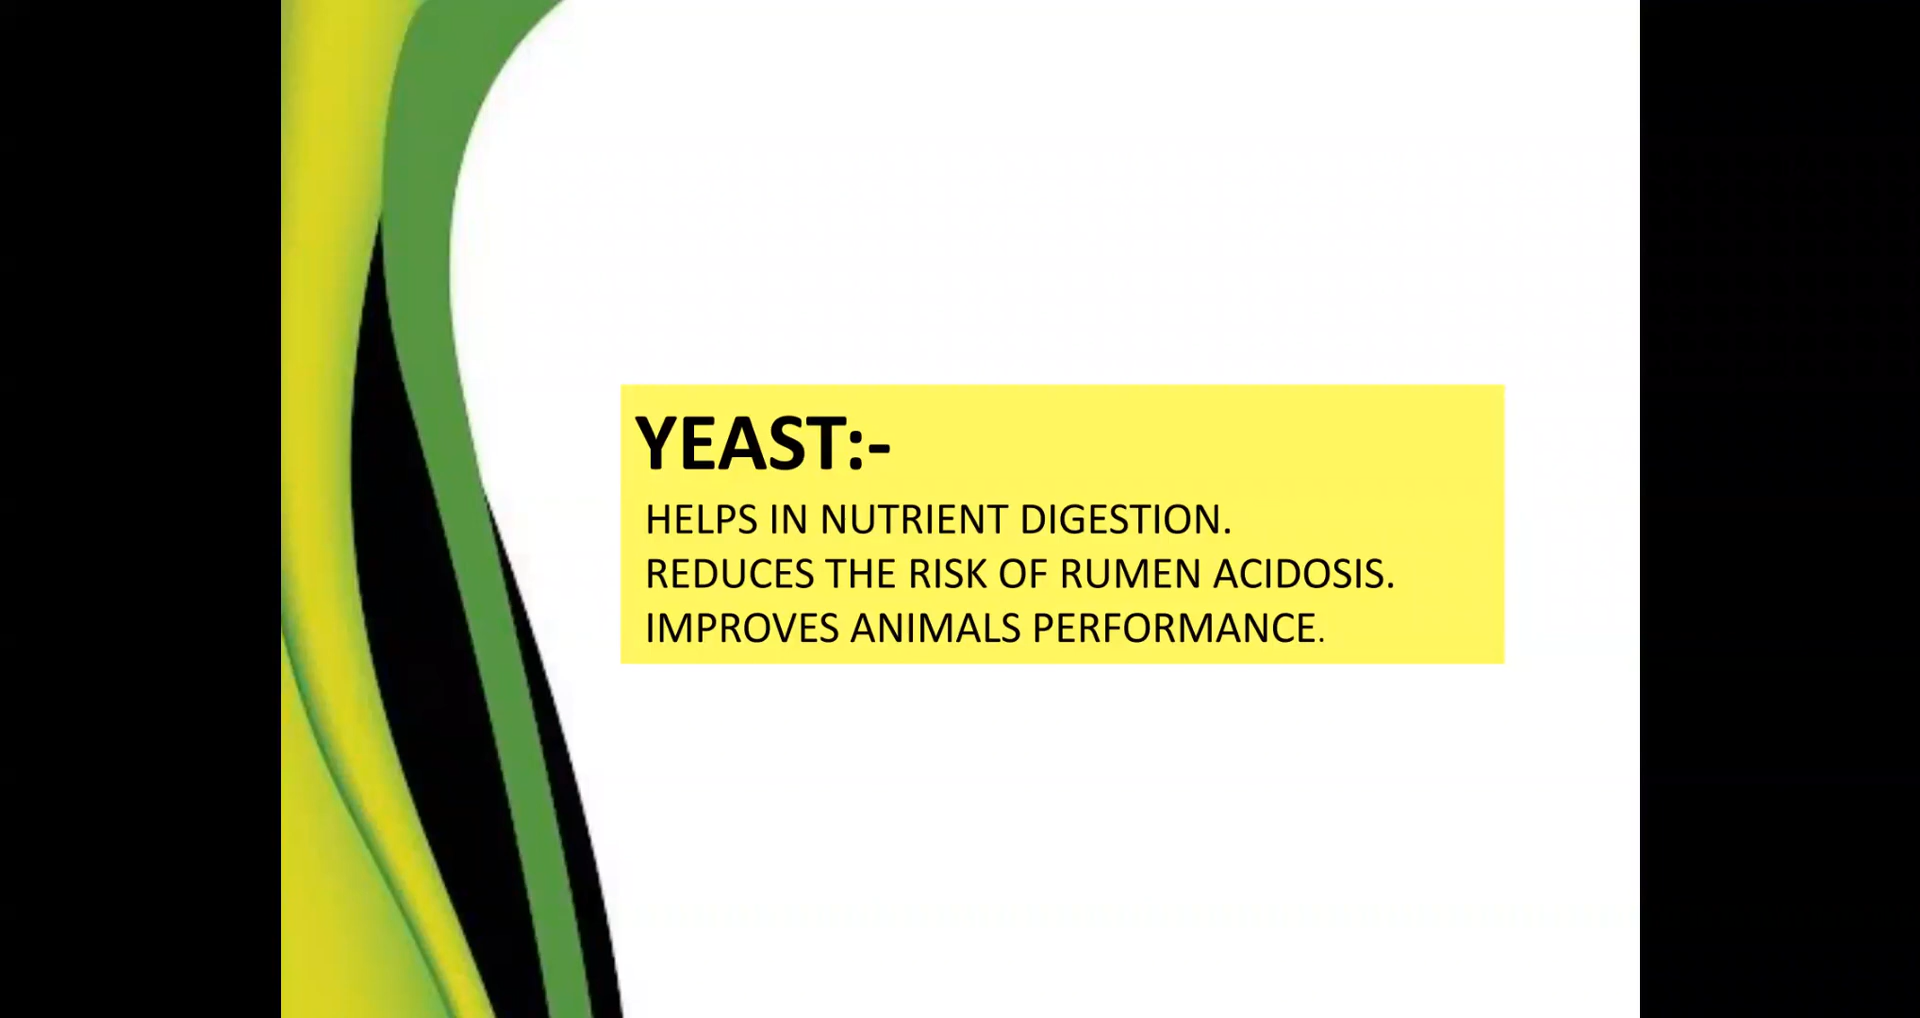 YEAST:-
HELPS IN NUTRIENT DIGESTION.
REDUCES THE RISK OF RUMEN ACIDOSIS.
IMPROVES ANIMALS PERFORMANCE.